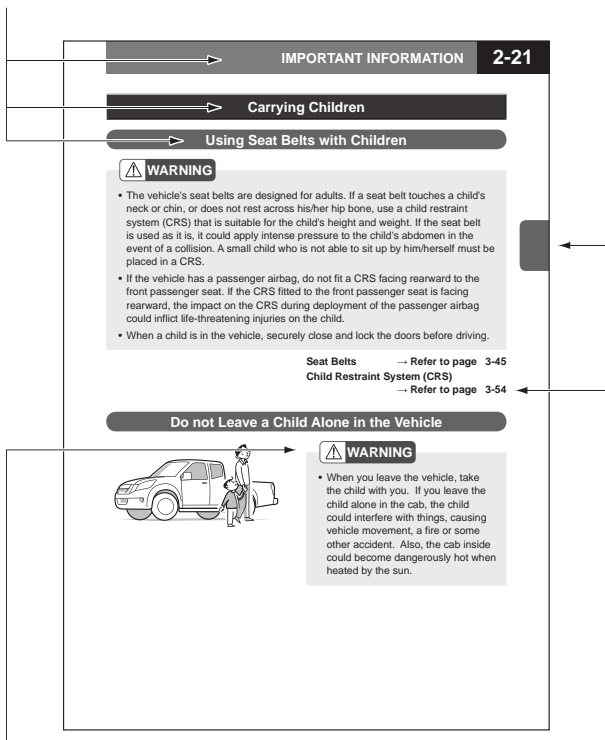 IMPORTANT INFORMATION 2-21
Carrying Children
Using Seat Belts with Children
WARNING
• The vehicle's seat belts are designed for adults. If a seat belt touches a child's
neck or chin, or does not rest across his/her hip bone, use a child restraint
system (CRS) that is suitable for the child's height and weight. If the seat belt
is used as it is, it could apply intense pressure to the child's abdomen in the
event of a collision. A small child who is not able to sit up by him/herself must be
placed in a CRS.
• If the vehicle has a passenger airbag, do not fit a CRS facing rearward to the
front passenger seat. If the CRS fitted to the front passenger seat is facing
rearward, the impact on the CRS during deployment of the passenger airbag
could inflict life-threatening injuries on the child.
• When a child is in the vehicle, securely close and lock the doors before driving.
Seat Belts → Refer to page 3-45
Child Restraint System (CRS)
→ Refer to page 3-54
Do not Leave a Child Alone in the Vehicle
WARNING
• When you leave the vehicle, take
the child with you. If you leave the
child alone in the cab, the child
could interfere with things, causing
vehicle movement, a fire or some
other accident. Also, the cab inside
could become dangerously hot when
heated by the sun.